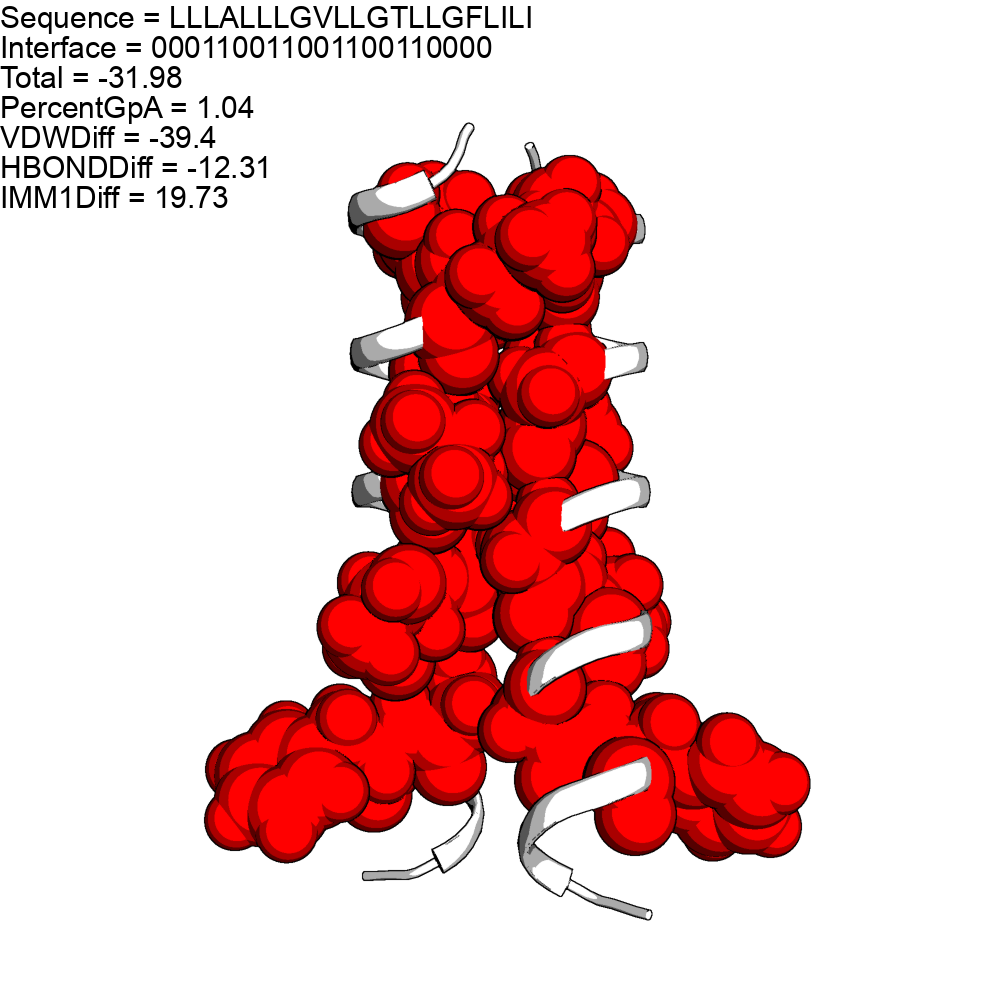 Sequence = LLLALLLGVLLGTLLGFLILI
Interface = 000110011001100110000
Total = -31.98
PercentGpA = 1.04
VDWDiff = -39.4
HBONDDiff = -12.31
IMM1Diff = 19.73